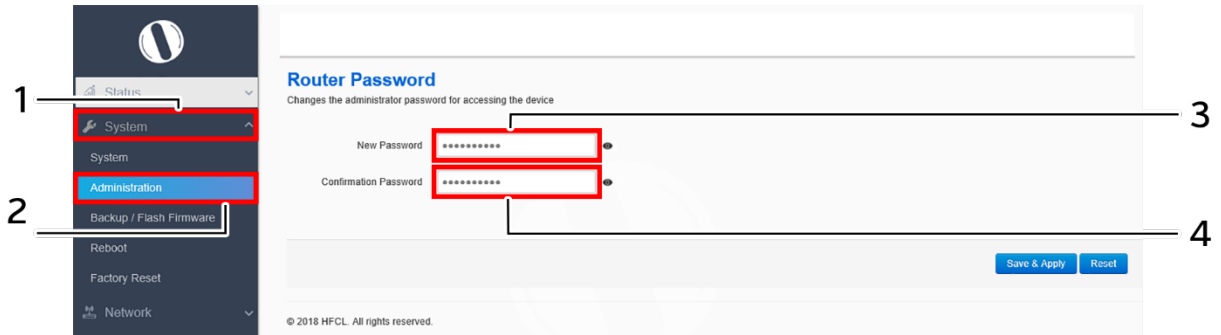 Status
1
System
System
Administration
2
Backup / Flash Firmware
Reboot
Factory Reset
Network
Router Password
Changes the administrator password for accessing the device
3
New Password ••••••••••
Confirmation Password ••••••••••
4
Save & Apply Reset
© 2018 HFCL. All rights reserved.